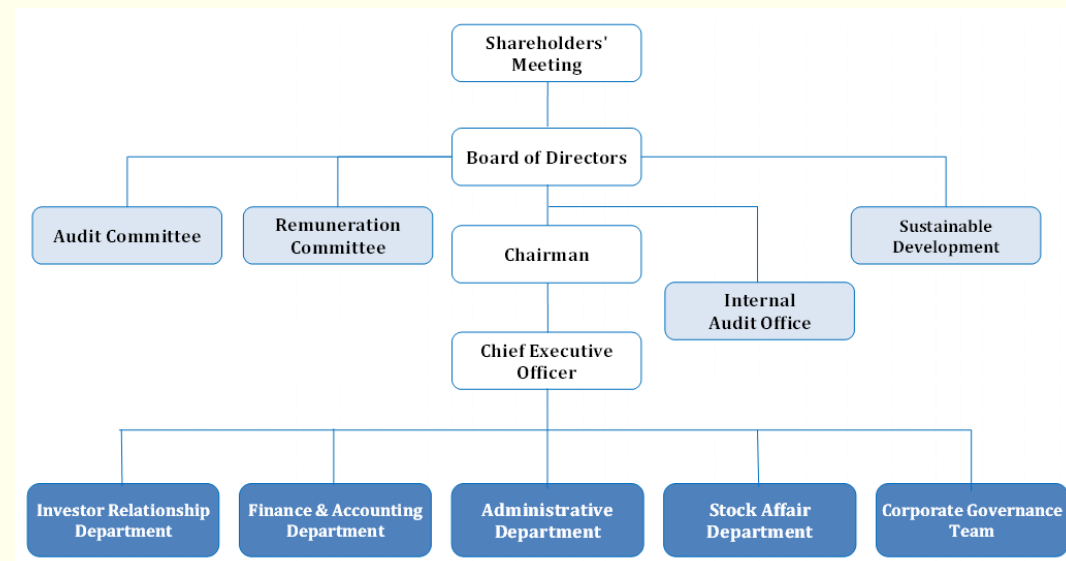 Shareholders'
Meeting
Board of Directors
Audit Committee
Remuneration
Committee
Sustainable
Development
Chairman
Internal
Audit Office
Chief Executive
Officer
Investor Relationship
Department
Finance & Accounting
Department
Administrative
Department
Stock Affair
Department
Corporate Governance
Team